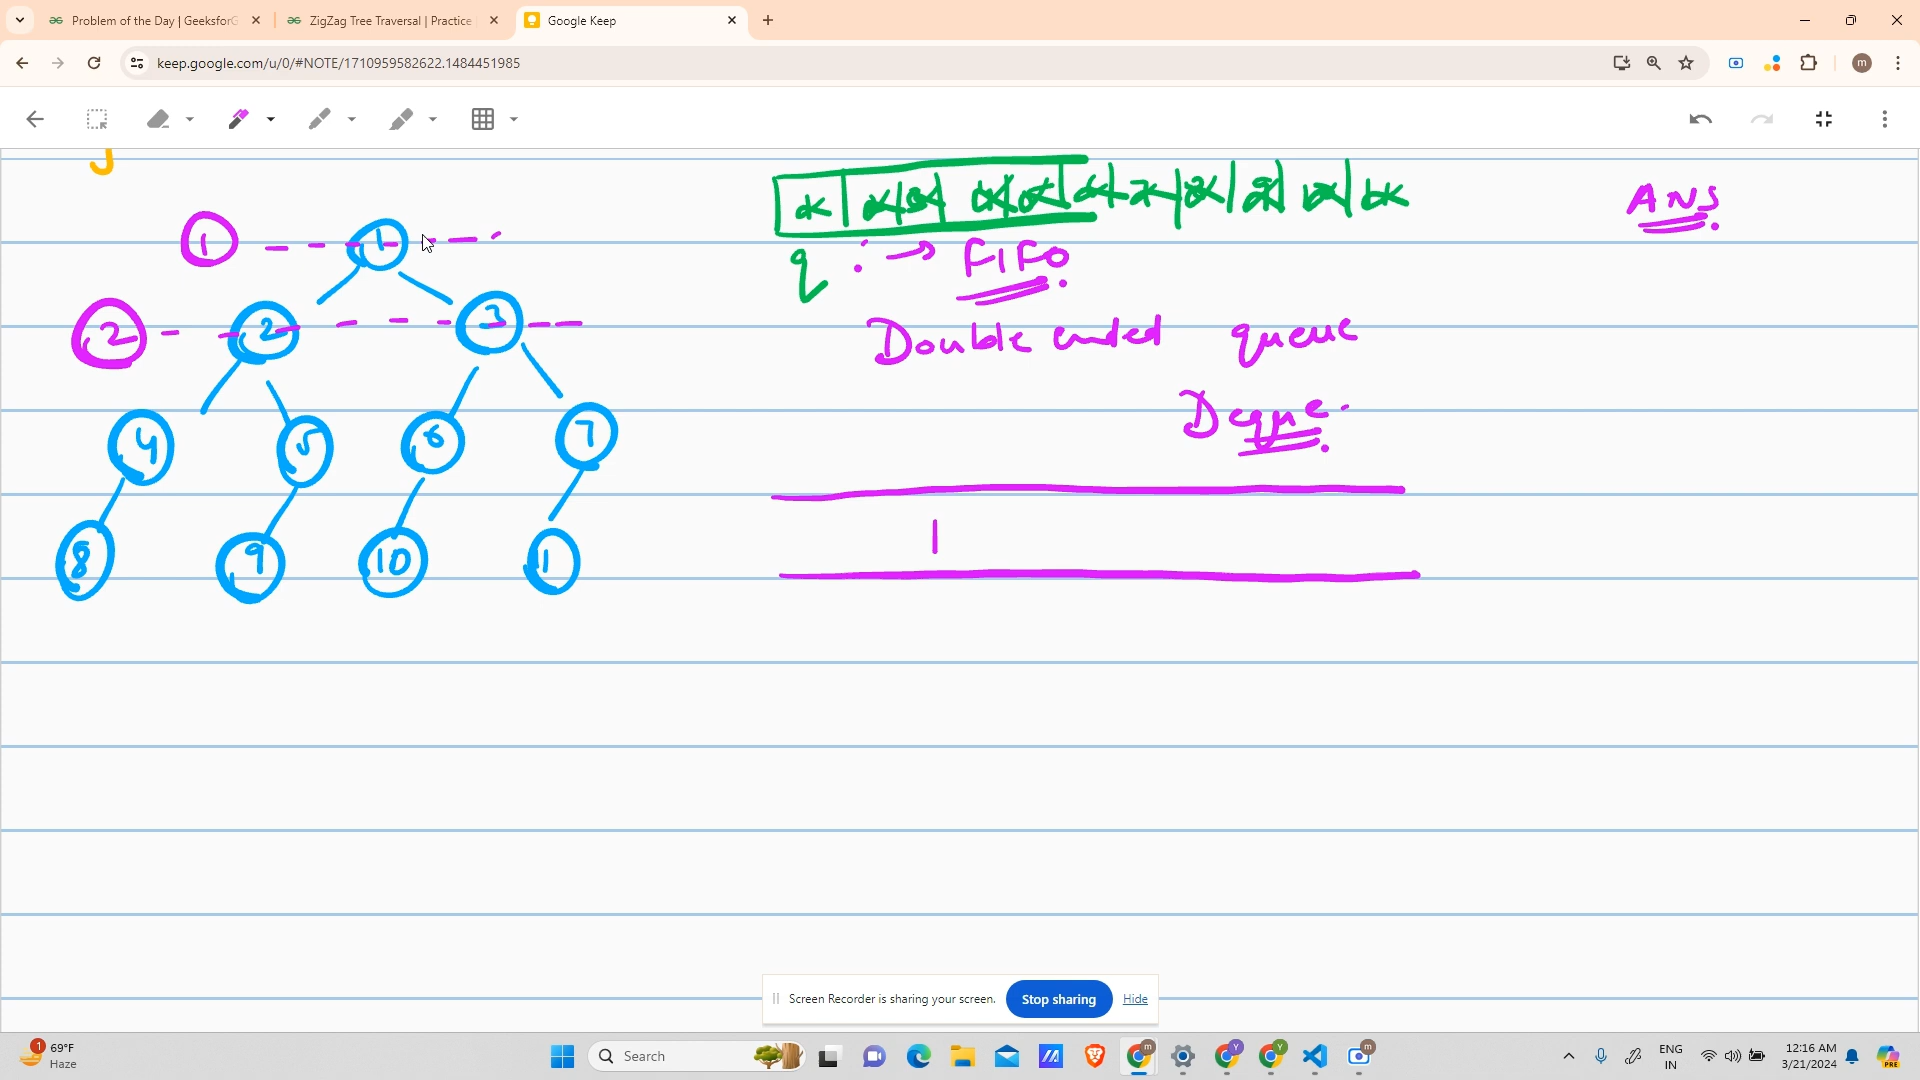 Problem of the Day | GeeksforG
ZigZag Tree Traversal | Practice
Google Keep
keep.google.com/u/0/#NOTE/1710959582622.1484451985
1 1
2 2 3
4 5 6 7
8 9 10 11
q : → FIFO
Double ended queue
Deque.
1
ANS
Screen Recorder is sharing your screen.
Stop sharing
Hide
1
69°F
Haze
Search
ENG
IN
12:16 AM
3/21/2024